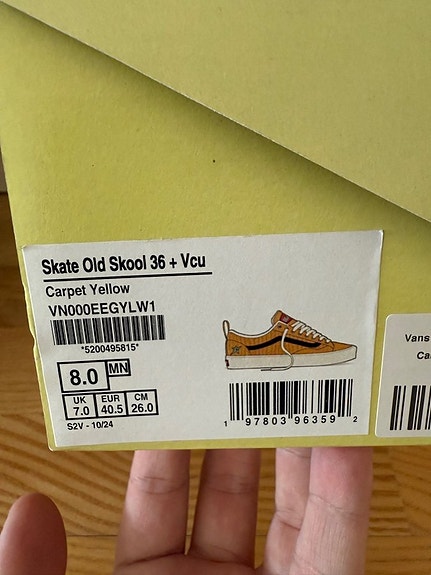 Skate Old Skool 36 + Vcu
Carpet Yellow
VN000EEGYLW1
*5200495815*
8.0 MN
UK EUR CM
7.0 40.5 26.0
S2V - 10/24
1 97803 96359 2
Vans
Ca